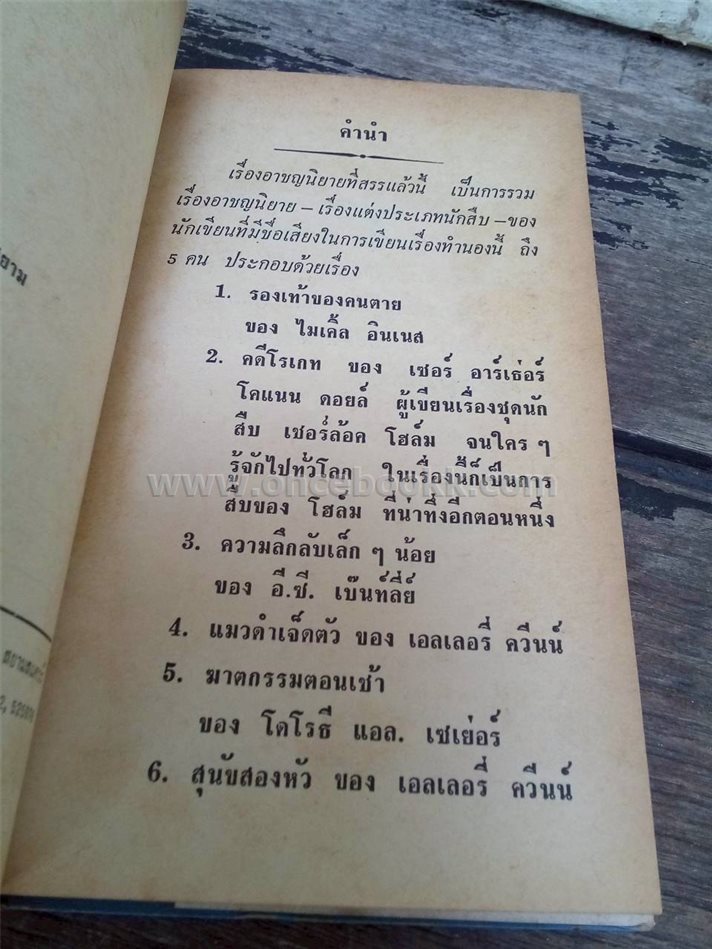 คำนำ
เรื่องอาชญนิยายที่สรรแล้วนี้ เป็นการรวม
เรื่องอาชญนิยาย – เรื่องแต่งประเภทนักสืบ – ของ
นักเขียนที่มีชื่อเสียงในการเขียนเรื่องทำนองนี้ ถึง
5 คน ประกอบด้วยเรื่อง
1. รองเท้าของคนตาย
ของ ไมเคิ้ล อินเนส
2. คดีโรเกท ของ เซอร์ อาร์เธ่อร์
โคแนน ดอยล์ ผู้เขียนเรื่องชุดนัก
สืบ เชอร์ล้อค โฮล์ม จนใคร ๆ
รู้จักไปทั่วโลก ในเรื่องนี้ก็เป็นการ
สืบของ โฮล์ม ที่น่าทึ่งอีกตอนหนึ่ง
www.oncebookk.com
3. ความลึกลับเล็ก ๆ น้อย
ของ อี.ซี. เบ๊นท์ลี่ย์
4. แมวดำเจ็ดตัว ของ เอลเลอรี่ ควีนน์
5. ฆาตกรรมตอนเช้า
ของ โดโรธี แอล. เซเย่อร์
6. สุนัขสองหัว ของ เอลเลอรี่ ควีนน์